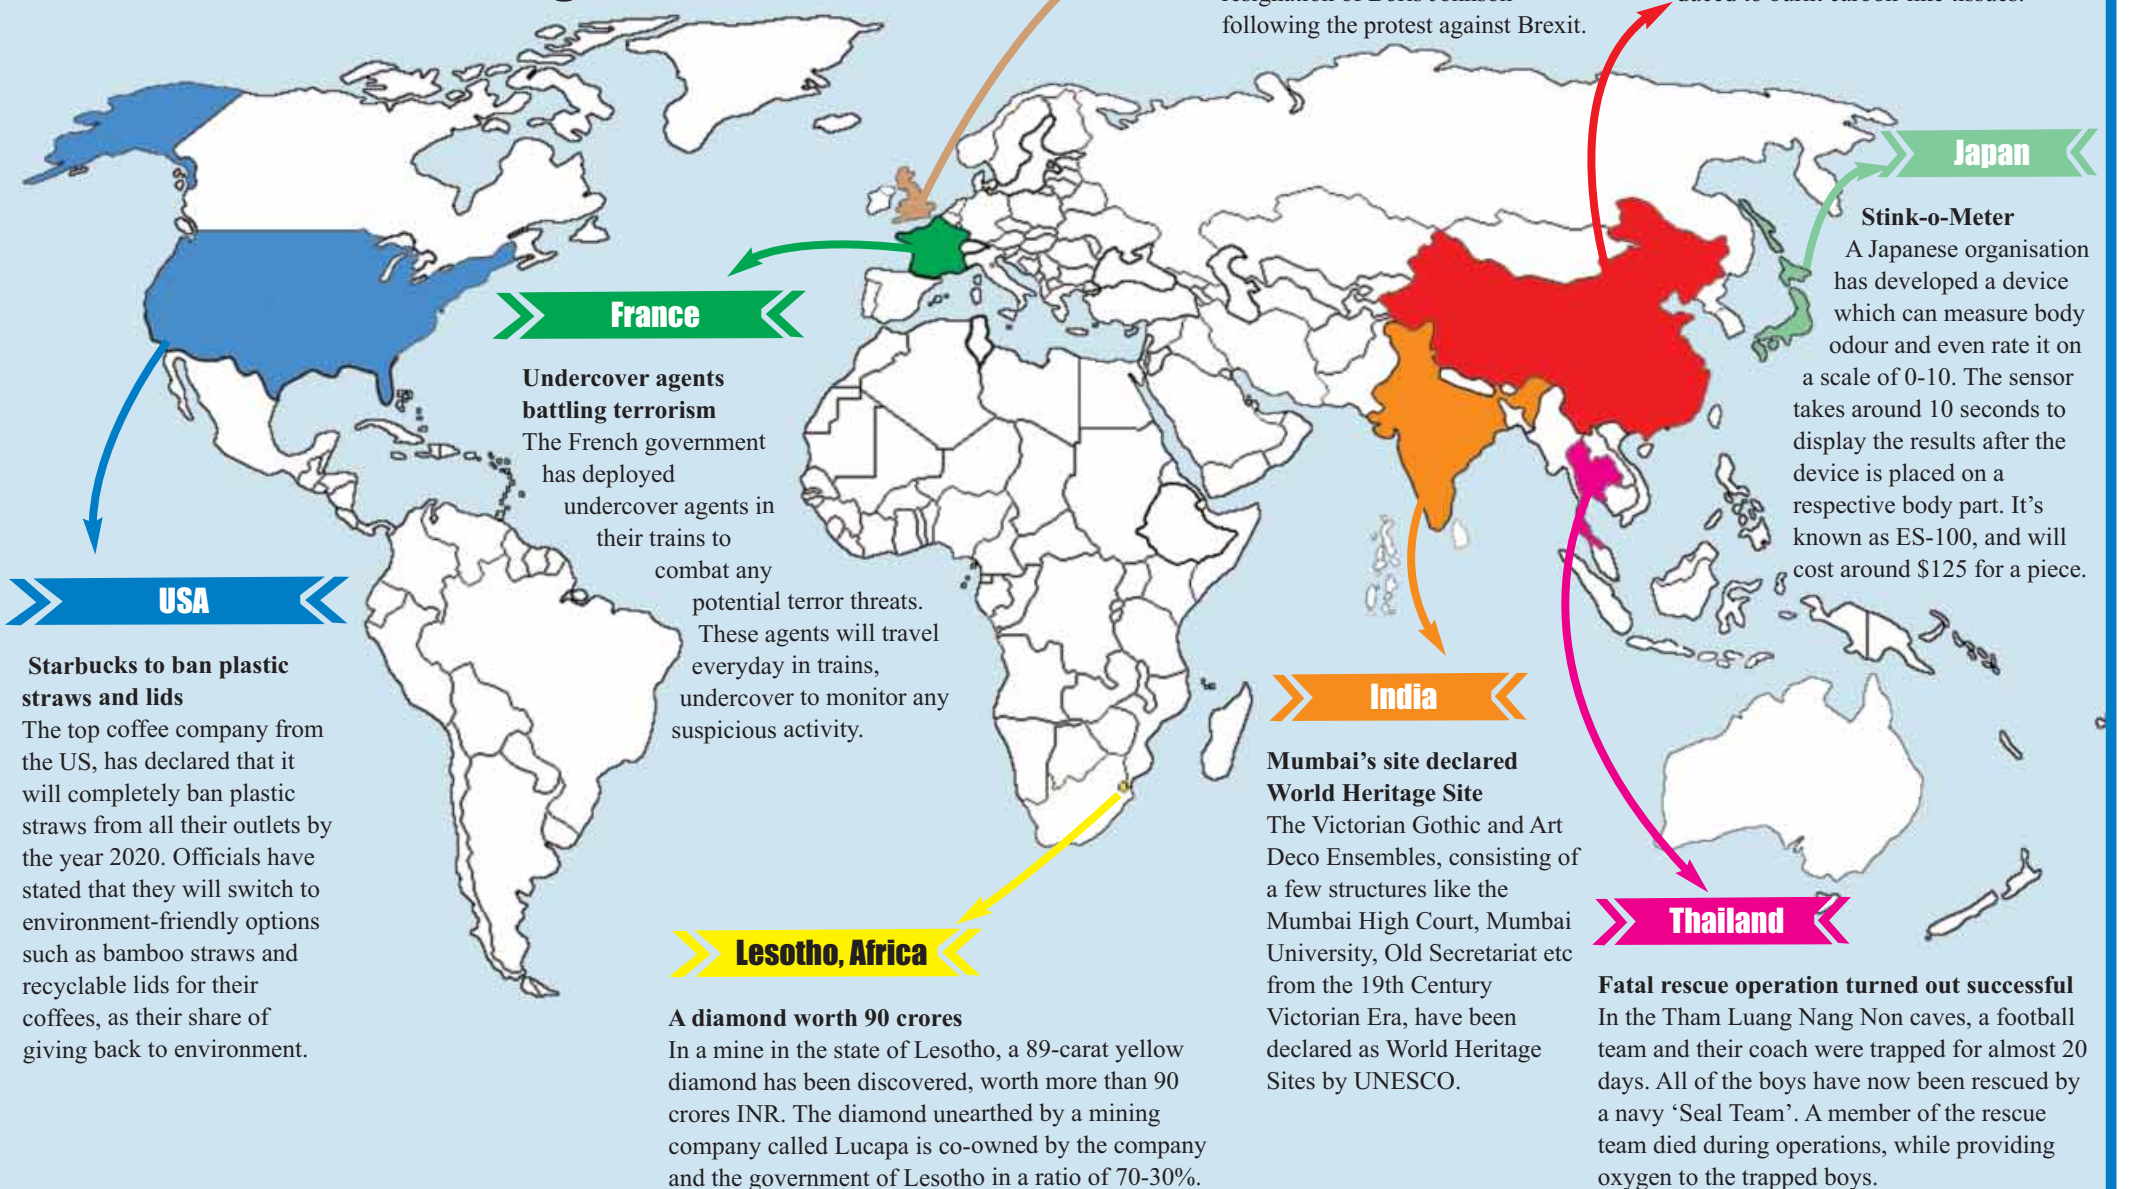 following the protest against Brexit.
Japan
Stink-o-Meter
A Japanese organisation
has developed a device
which can measure body
odour and even rate it on
a scale of 0-10. The sensor
takes around 10 seconds to
display the results after the
device is placed on a
respective body part. It’s
known as ES-100, and will
cost around $125 for a piece.
France
Undercover agents
battling terrorism
The French government
has deployed
undercover agents in
their trains to
combat any
potential terror threats.
These agents will travel
everyday in trains,
undercover to monitor any
suspicious activity.
USA
Starbucks to ban plastic
straws and lids
The top coffee company from
the US, has declared that it
will completely ban plastic
straws from all their outlets by
the year 2020. Officials have
stated that they will switch to
environment-friendly options
such as bamboo straws and
recyclable lids for their
coffees, as their share of
giving back to environment.
Lesotho, Africa
A diamond worth 90 crores
In a mine in the state of Lesotho, a 89-carat yellow
diamond has been discovered, worth more than 90
crores INR. The diamond unearthed by a mining
company called Lucapa is co-owned by the company
and the government of Lesotho in a ratio of 70-30%.
India
Mumbai’s site declared
World Heritage Site
The Victorian Gothic and Art
Deco Ensembles, consisting of
a few structures like the
Mumbai High Court, Mumbai
University, Old Secretariat etc
from the 19th Century
Victorian Era, have been
declared as World Heritage
Sites by UNESCO.
Thailand
Fatal rescue operation turned out successful
In the Tham Luang Nang Non caves, a football
team and their coach were trapped for almost 20
days. All of the boys have now been rescued by
a navy ‘Seal Team’. A member of the rescue
team died during operations, while providing
oxygen to the trapped boys.